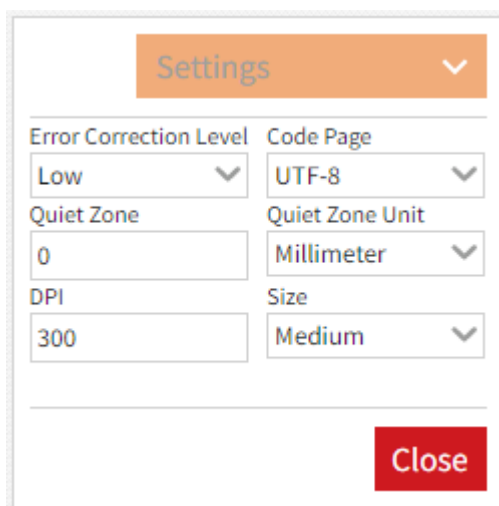 Settings
Error Correction Level Code Page
Low UTF-8
Quiet Zone Quiet Zone Unit
0 Millimeter
DPI Size
300 Medium
Close